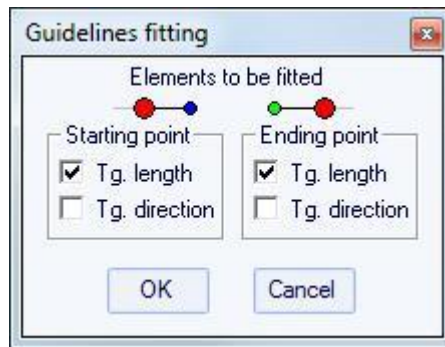 Guidelines fitting
Elements to be fitted
Starting point
Ending point
Tg. length
Tg. length
Tg. direction
Tg. direction
OK
Cancel